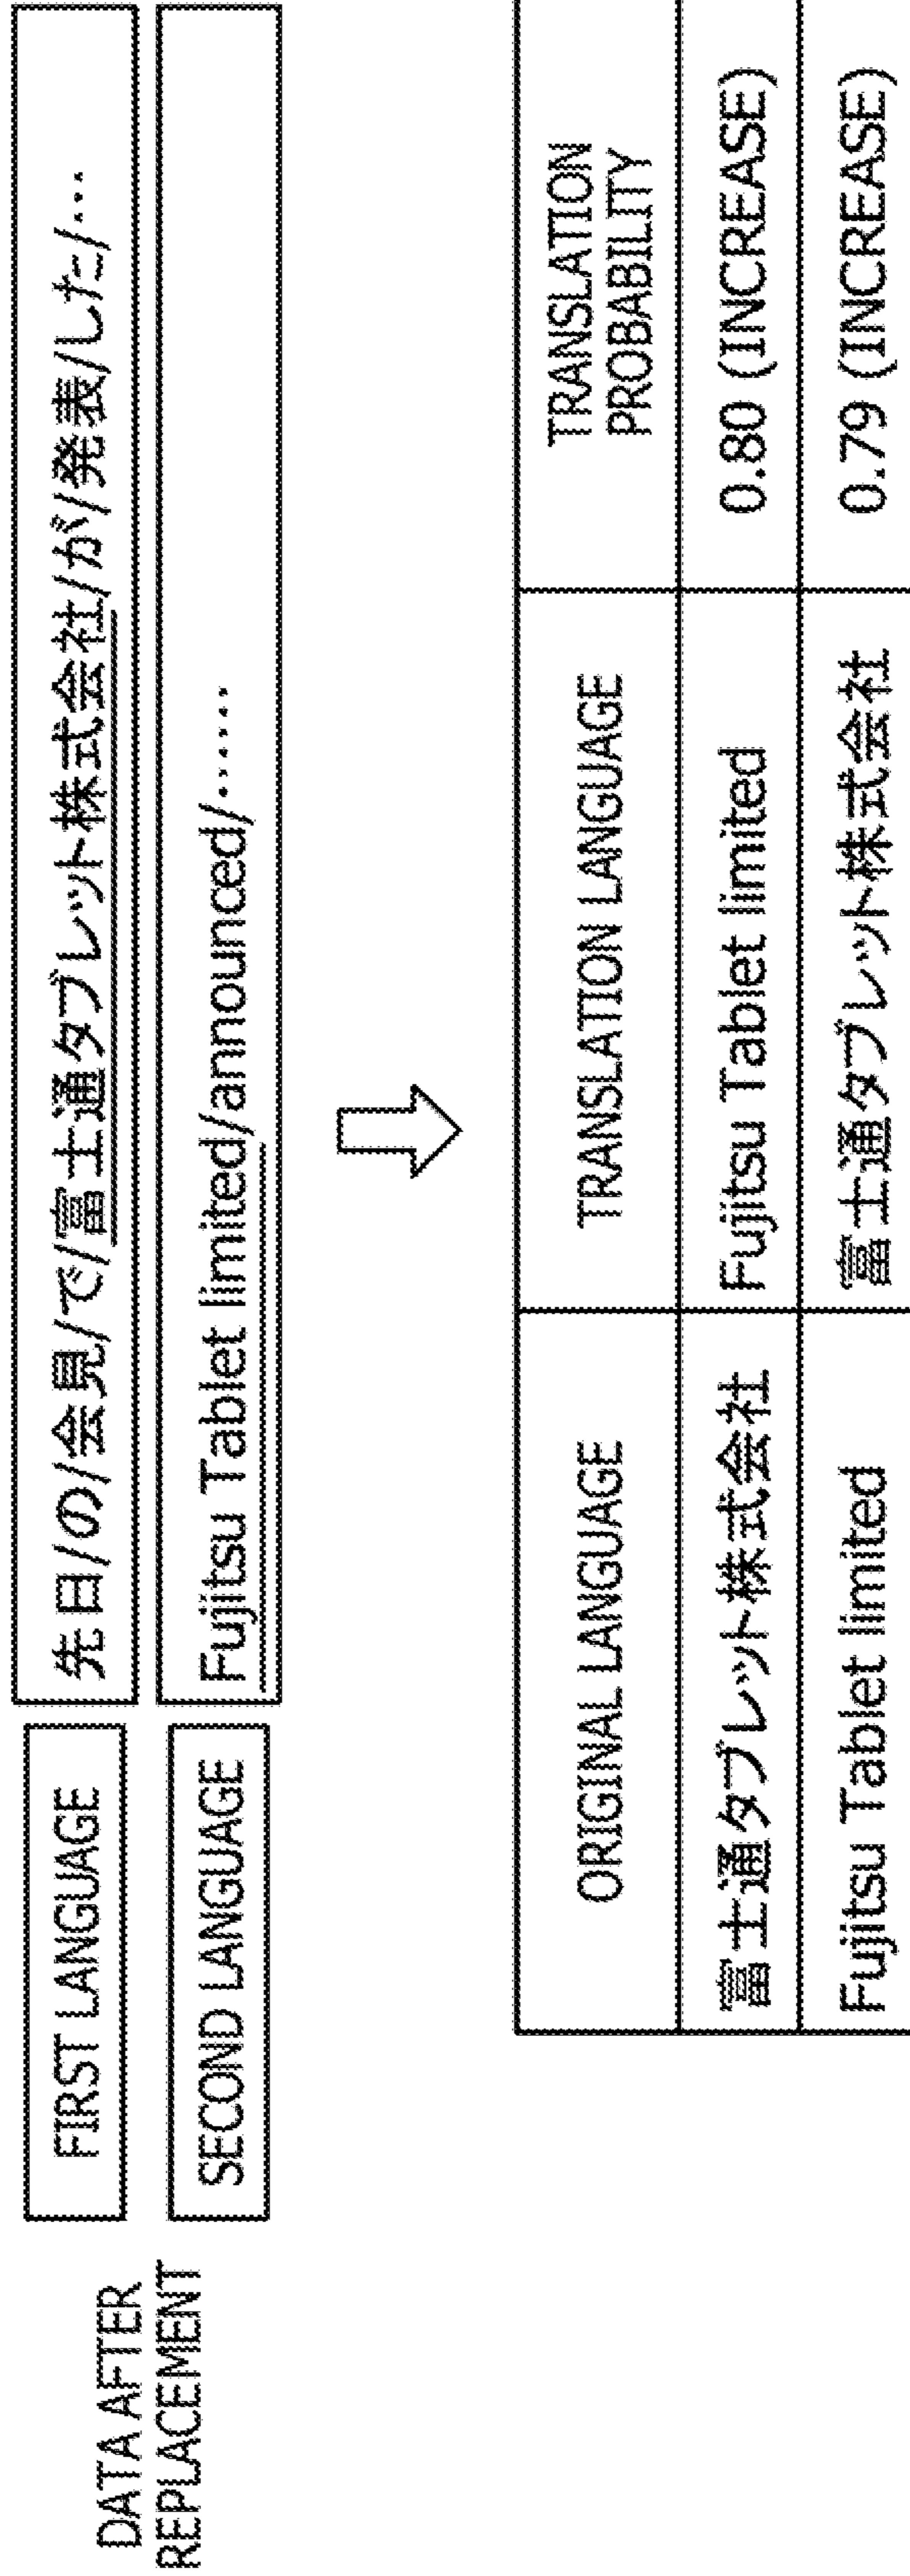 DATA AFTER
REPLACEMENT
FIRST LANGUAGE
先日/の/会見/で/富士通タブレット株式会社/が/発表/した/…
SECOND LANGUAGE
Fujitsu Tablet limited/announced/……
ORIGINAL LANGUAGE
TRANSLATION LANGUAGE
TRANSLATION
PROBABILITY
富士通タブレット株式会社
Fujitsu Tablet limited
0.80 (INCREASE)
Fujitsu Tablet limited
富士通タブレット株式会社
0.79 (INCREASE)